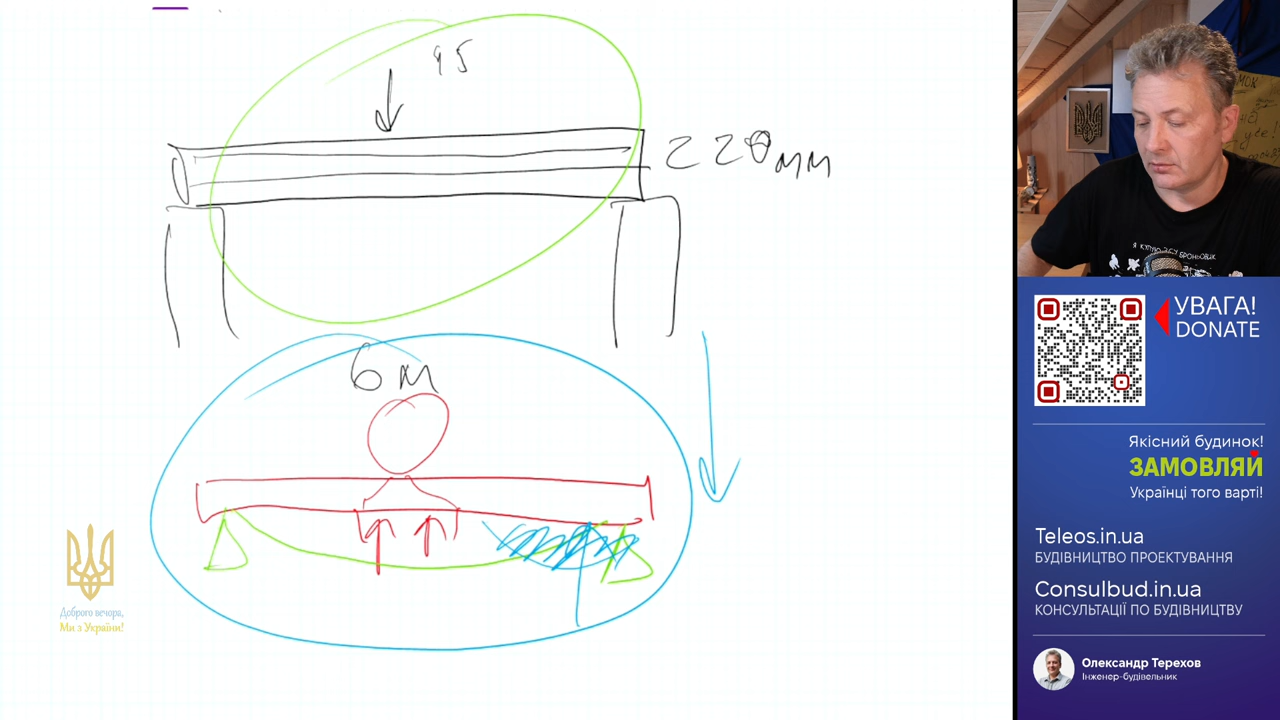 45
220мм
6м
Доброго вечора,
Ми з України!
УВАГА!
DONATE
Якісний будинок!
ЗАМОВЛЯЙ
Українці того варті!
Teleos.in.ua
БУДІВНИЦТВО ПРОЕКТУВАННЯ
Consulbud.in.ua
КОНСУЛЬТАЦІЇ ПО БУДІВНИЦТВУ
Олександр Терехов
Інженер-будівельник